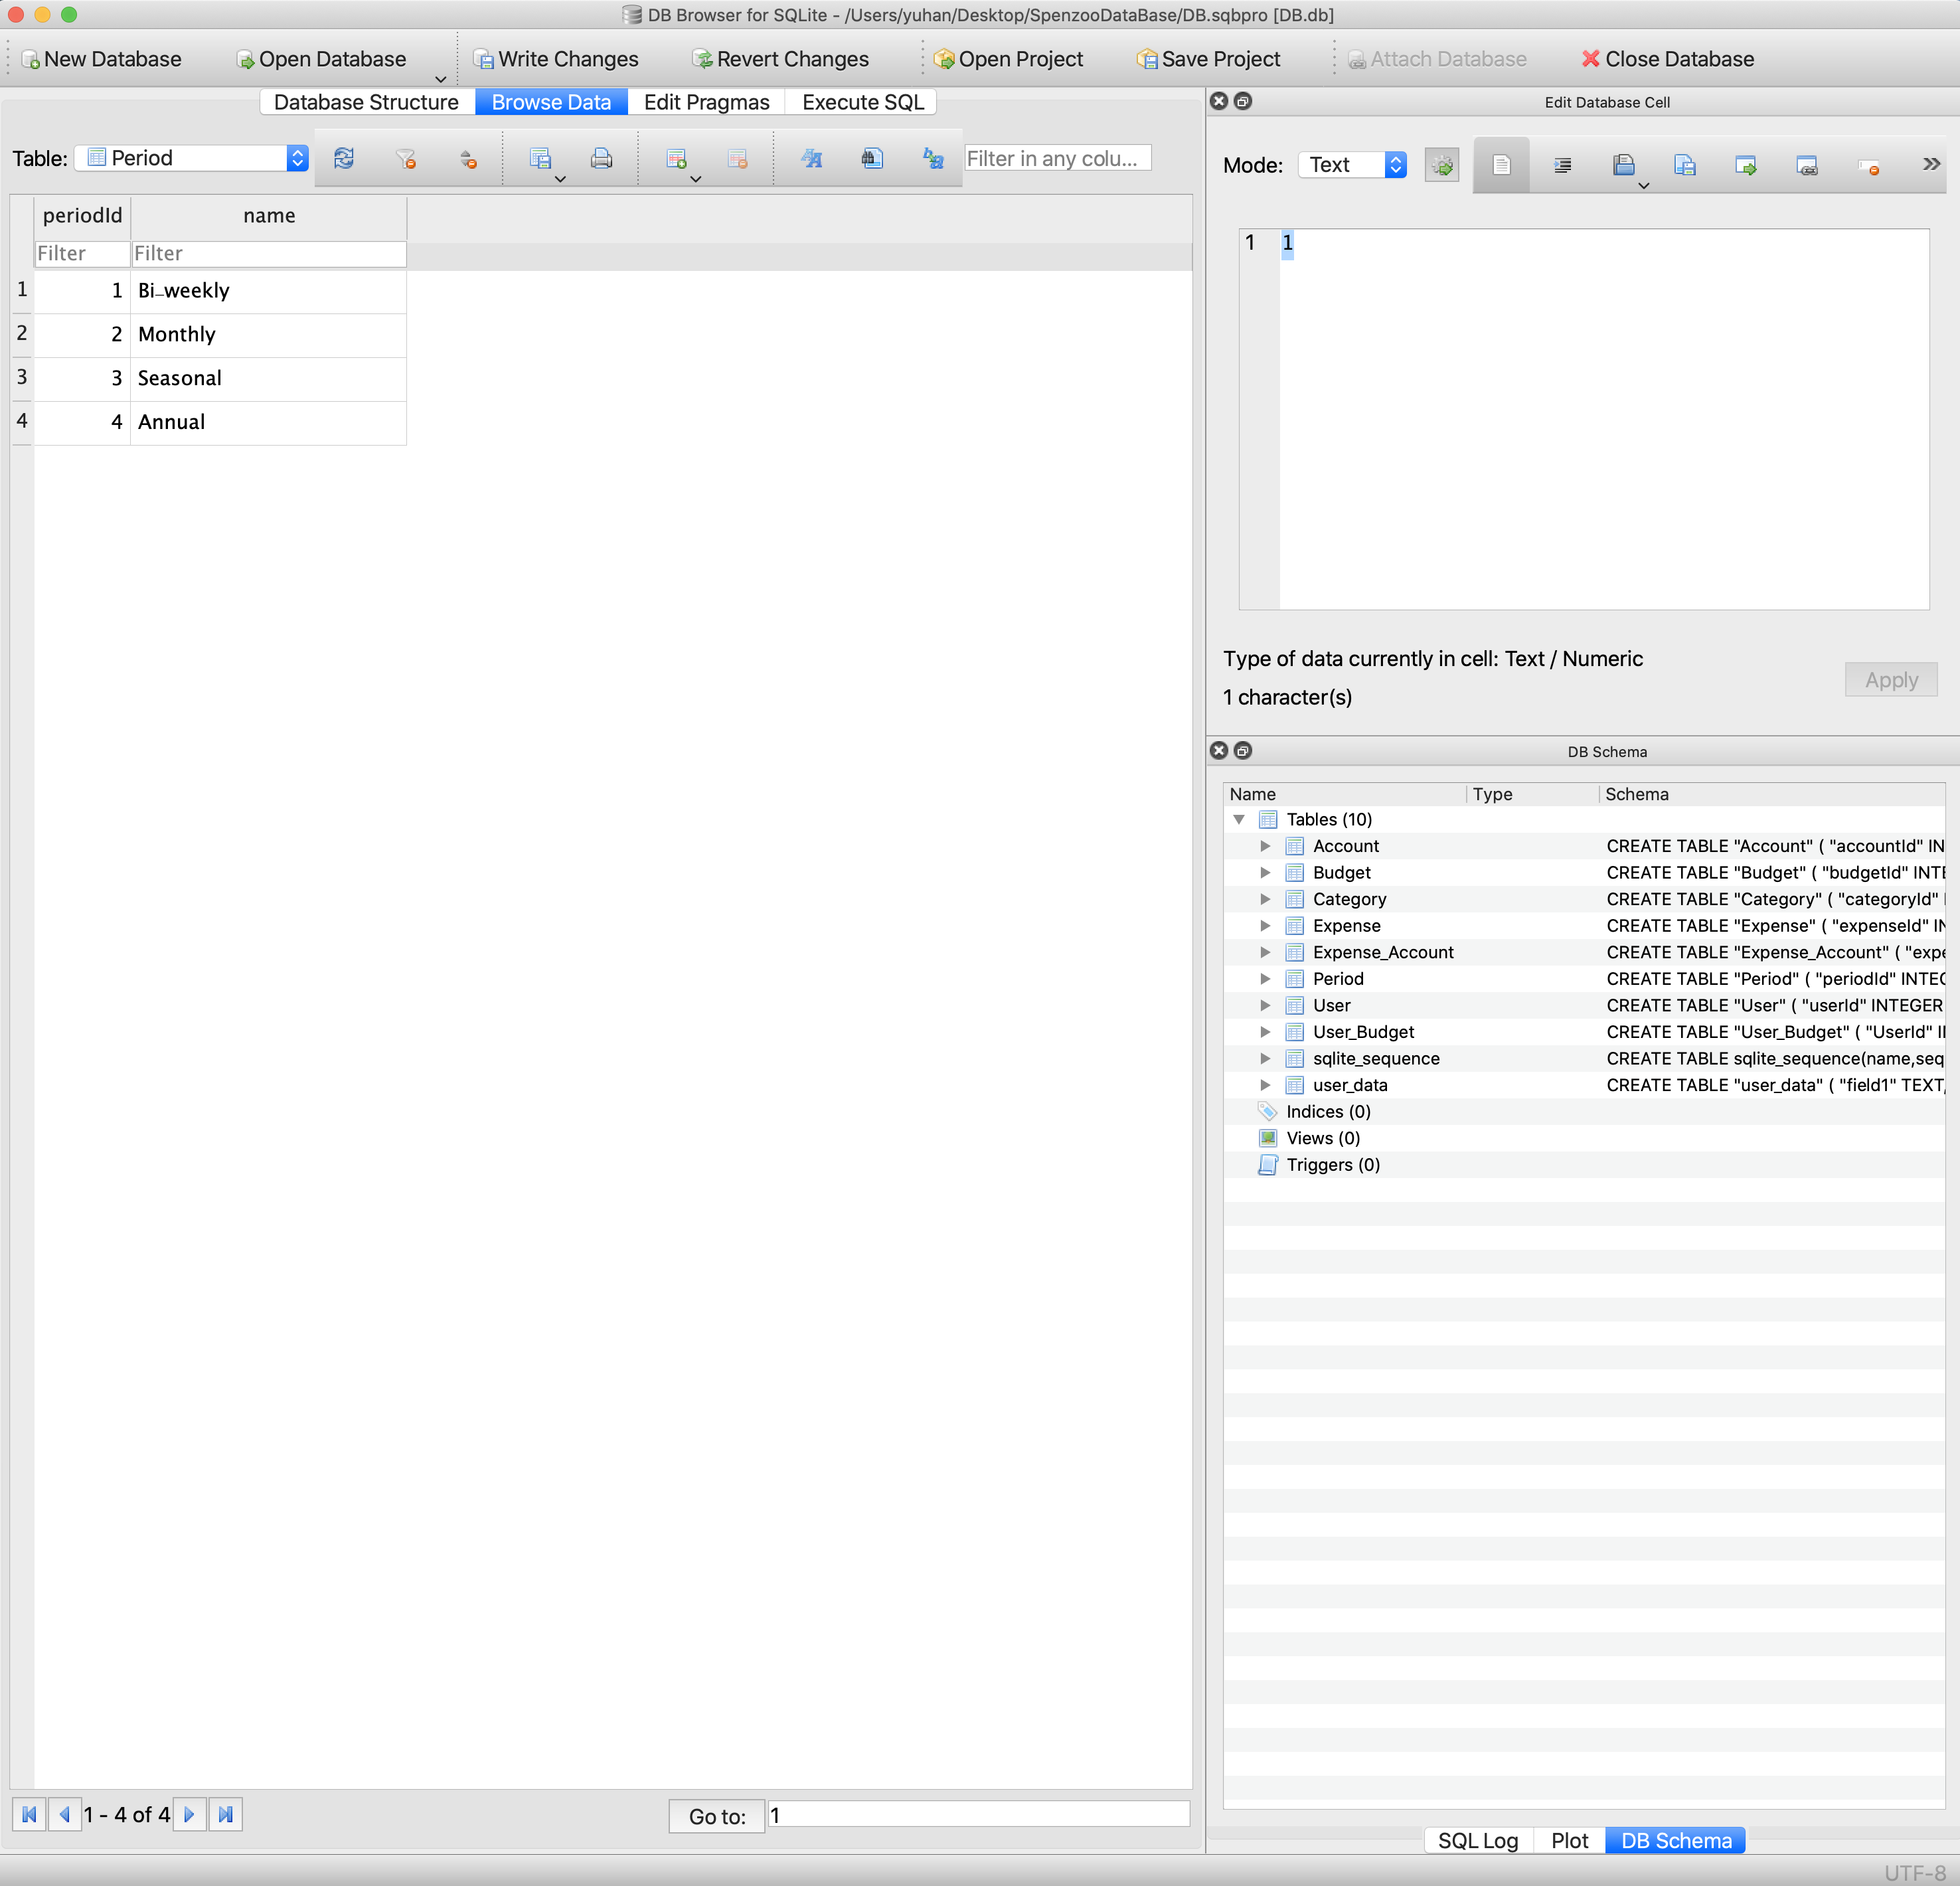 DB Browser for SQLite - /Users/yuhan/Desktop/SpenzooDataBase/DB.sqbpro [DB.db]
New Database Open Database Write Changes Revert Changes Open Project Save Project Attach Database Close Database
Database Structure Browse Data Edit Pragmas Execute SQL
Table: Period Filter in any colu...
periodId name
Filter Filter
1 1 Bi_weekly
2 2 Monthly
3 3 Seasonal
4 4 Annual
1 - 4 of 4 Go to: 1
Edit Database Cell
Mode: Text
1 1
Type of data currently in cell: Text / Numeric
1 character(s)
Apply
DB Schema
Name Type Schema
Tables (10)
Account CREATE TABLE "Account" ( "accountId" IN
Budget CREATE TABLE "Budget" ( "budgetId" INTE
Category CREATE TABLE "Category" ( "categoryId"
Expense CREATE TABLE "Expense" ( "expenseId" IN
Expense_Account CREATE TABLE "Expense_Account" ( "expe
Period CREATE TABLE "Period" ( "periodId" INTEG
User CREATE TABLE "User" ( "userId" INTEGER
User_Budget CREATE TABLE "User_Budget" ( "UserId" II
sqlite_sequence CREATE TABLE sqlite_sequence(name,seq
user_data CREATE TABLE "user_data" ( "field1" TEXT,
Indices (0)
Views (0)
Triggers (0)
SQL Log Plot DB Schema
UTF-8